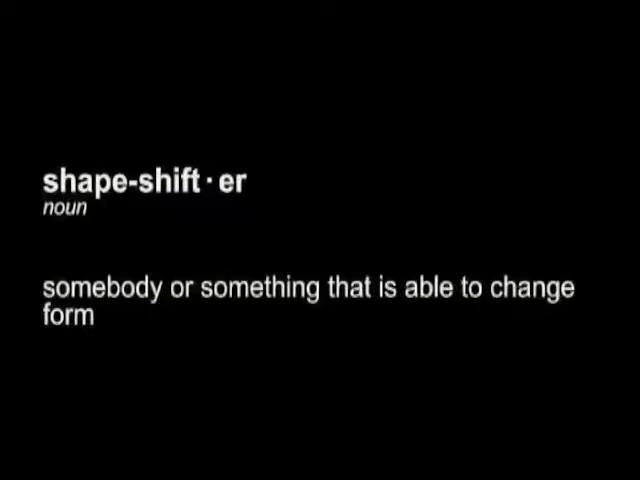 shape-shift · er
noun
somebody or something that is able to change
form